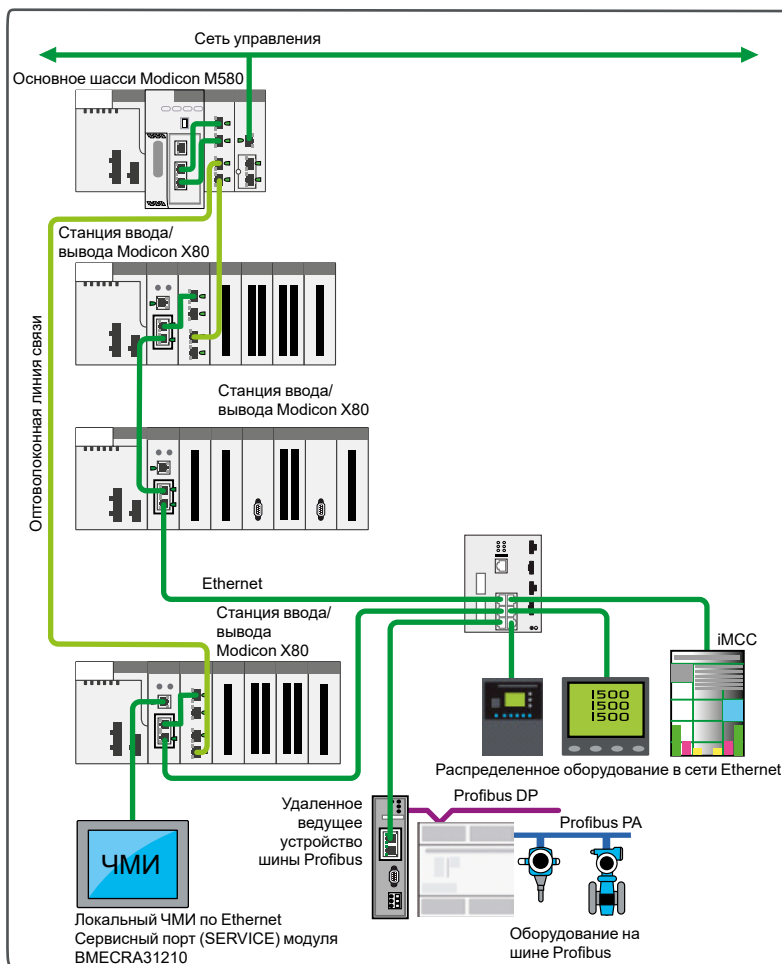 Сеть управления
Основное шасси Modicon M580
Станция ввода/
вывода Modicon X80
Оптоволоконная линия связи
Станция ввода/
вывода Modicon X80
Ethernet
Станция ввода/
вывода
Modicon X80
iMCC
1500
1500
1500
Распределенное оборудование в сети Ethernet
Удаленное
ведущее
устройство
шины Profibus
Profibus DP
Profibus PA
ЧМИ
Локальный ЧМИ по Ethernet
Сервисный порт (SERVICE) модуля
BMECRA31210
Оборудование на
шине Profibus